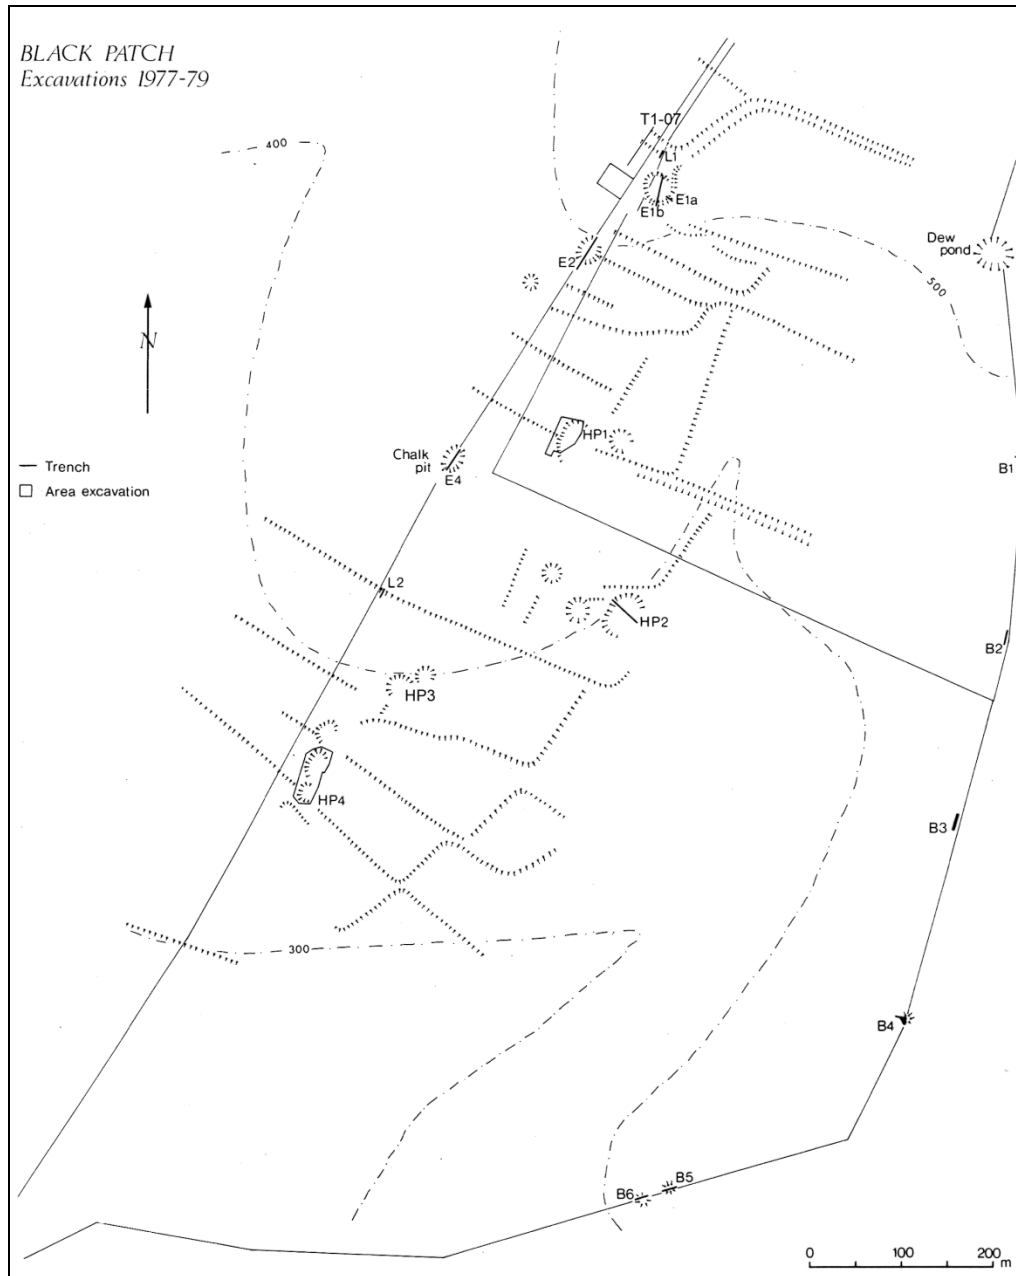 BLACK PATCH
Excavations 1977-79
400
T1-07
L1
E1a
E1b
E2
Dew
pond
500
N
HP1
Chalk
pit
E4
B1
Trench
Area excavation
L2
HP2
B2
HP3
HP4
B3
300
B4
B5
B6
0 100 200
m